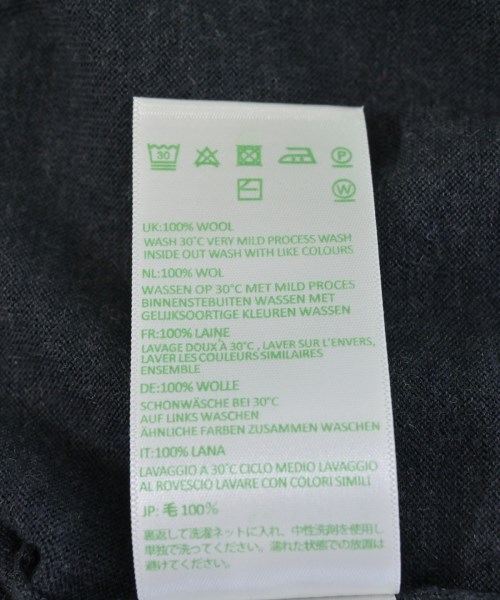 30
P
W
UK:100% WOOL
WASH 30°C VERY MILD PROCESS WASH
INSIDE OUT WASH WITH LIKE COLOURS
NL:100% WOL
WASSEN OP 30°C MET MILD PROCES
BINNENSTEBUITEN WASSEN MET
GELIJKSOORTIGE KLEUREN WASSEN
FR:100% LAINE
LAVAGE DOUX À 30°C , LAVER SUR L'ENVERS,
LAVER LES COULEURS SIMILAIRES
ENSEMBLE
DE:100% WOLLE
SCHONWÄSCHE BEI 30°C
AUF LINKS WASCHEN
ÄHNLICHE FARBEN ZUSAMMEN WASCHEN
IT:100% LANA
LAVAGGIO A 30°C CICLO MEDIO LAVAGGIO
AL ROVESCIO LAVARE CON COLORI SIMILI
JP: 毛 100%
裏返して洗濯ネットに入れ、中性洗剤を使用し
単独で洗ってください。濡れた状態での放置は
避けてください。